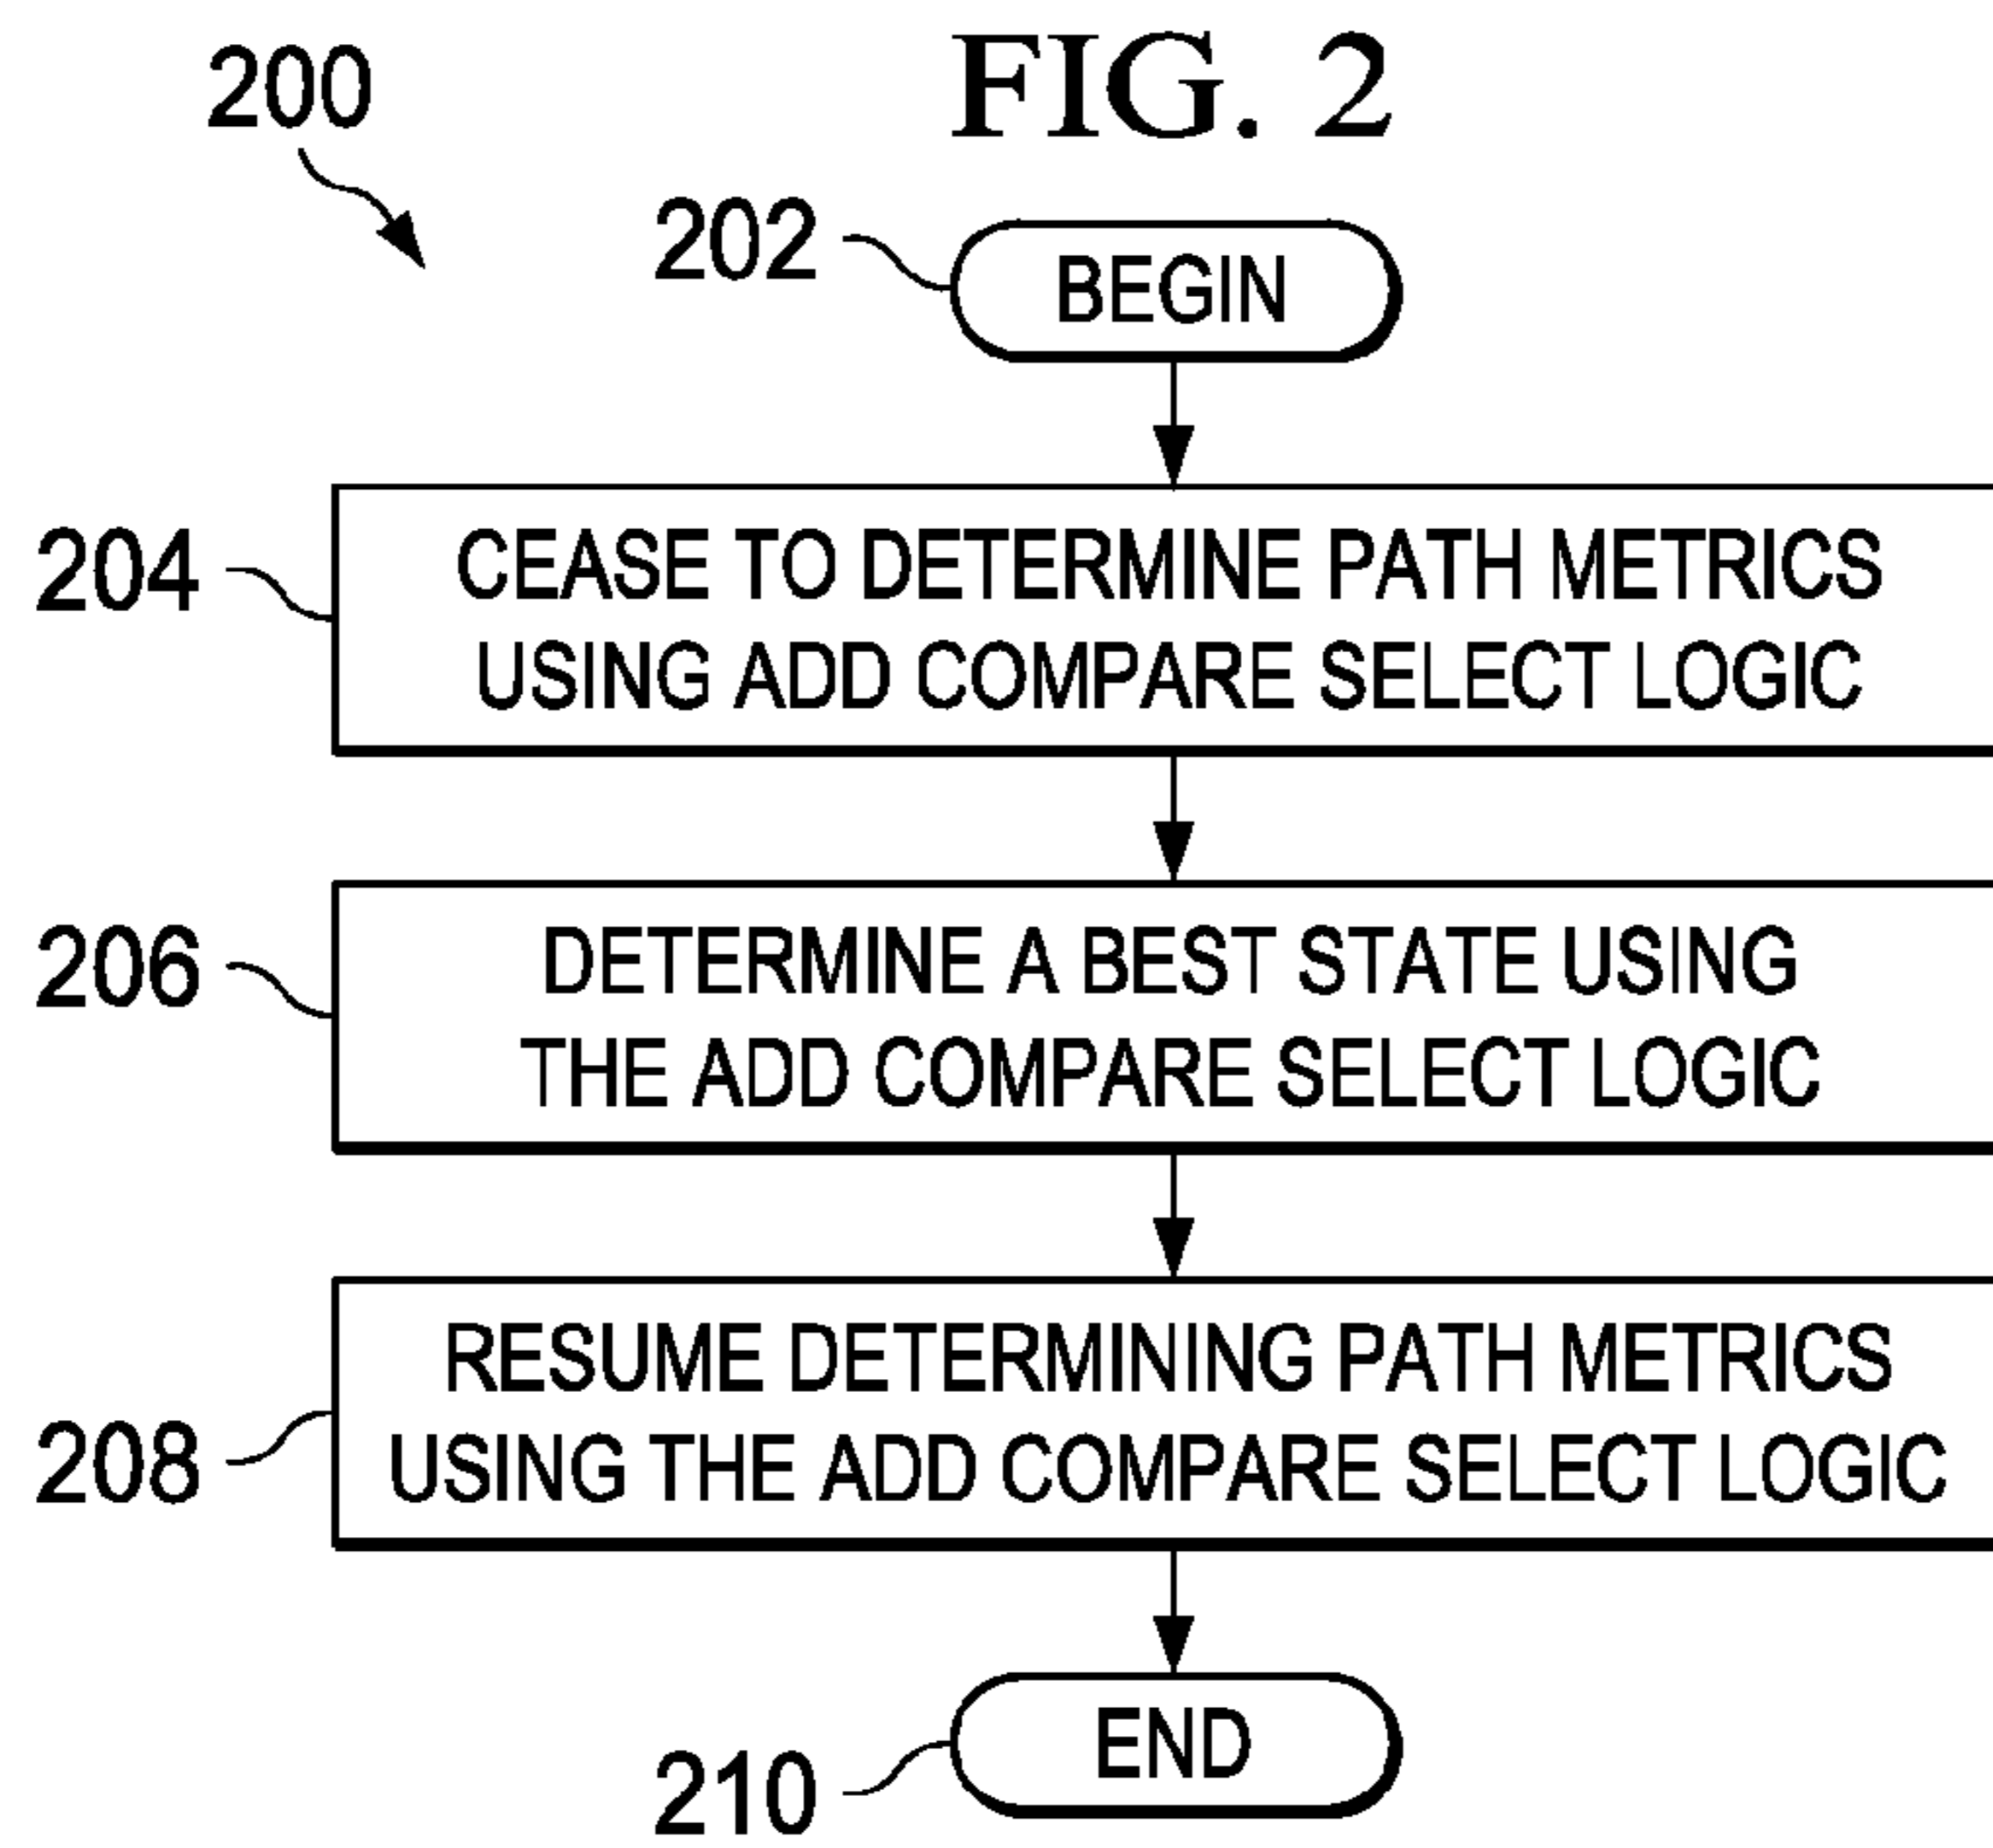 FIG. 2
200
202
BEGIN
204
CEASE TO DETERMINE PATH METRICS
USING ADD COMPARE SELECT LOGIC
206
DETERMINE A BEST STATE USING
THE ADD COMPARE SELECT LOGIC
208
RESUME DETERMINING PATH METRICS
USING THE ADD COMPARE SELECT LOGIC
210
END